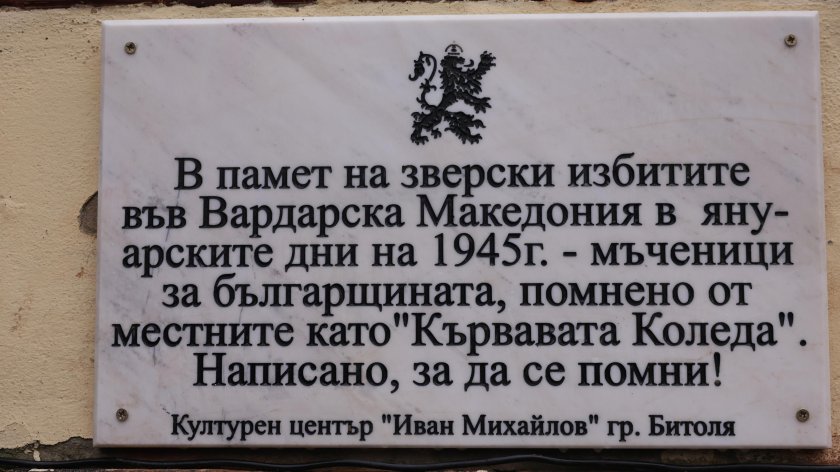 В памет на зверски избитите
във Вардарска Македония в яну-
арските дни на 1945г. - мъченици
за българщината, помнено от
местните като"Кървавата Коледа".
Написано, за да се помни!
Културен център "Иван Михайлов" гр. Битоля